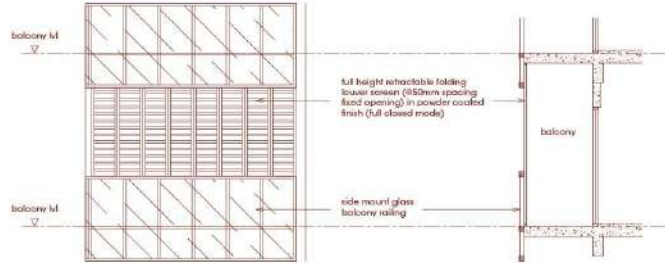 balcony lvl
full height retractable folding
louver screen (@50mm spacing
fixed opening) in powder coated
finish (full closed mode)
balcony
side mount glass
balcony railing
balcony lvl